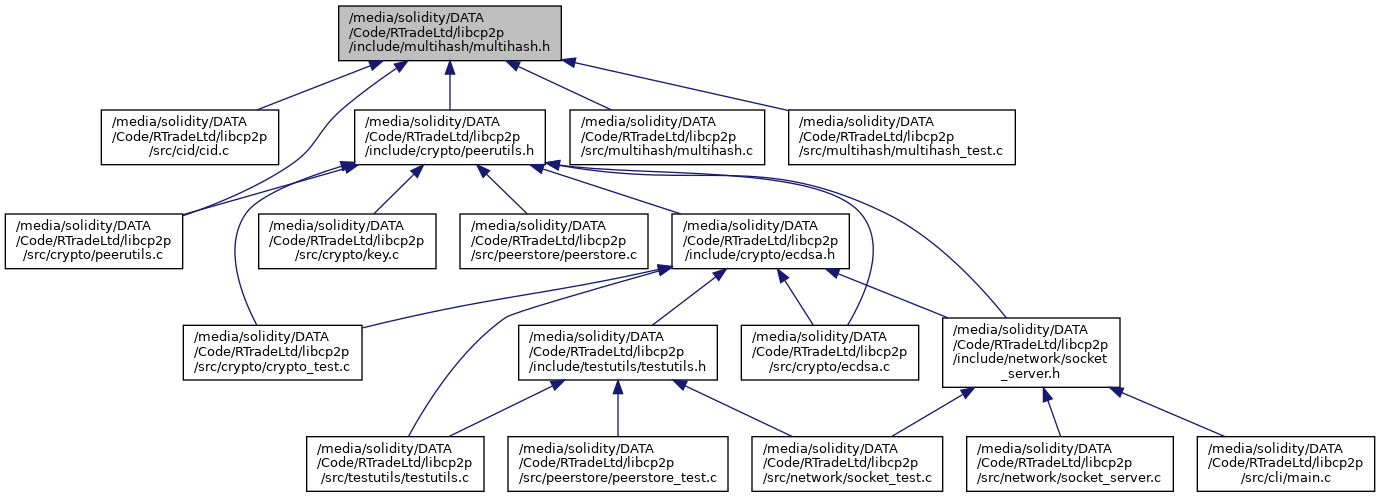 /media/solidity/DATA
/Code/RTradeLtd/libcp2p
/include/multihash/multihash.h
/media/solidity/DATA
/Code/RTradeLtd/libcp2p
/src/cid/cid.c
/media/solidity/DATA
/Code/RTradeLtd/libcp2p
/include/crypto/peerutils.h
/media/solidity/DATA
/Code/RTradeLtd/libcp2p
/src/multihash/multihash.c
/media/solidity/DATA
/Code/RTradeLtd/libcp2p
/src/multihash/multihash_test.c
/media/solidity/DATA
/Code/RTradeLtd/libcp2p
/src/crypto/peerutils.c
/media/solidity/DATA
/Code/RTradeLtd/libcp2p
/src/crypto/key.c
/media/solidity/DATA
/Code/RTradeLtd/libcp2p
/src/peerstore/peerstore.c
/media/solidity/DATA
/Code/RTradeLtd/libcp2p
/include/crypto/ecdsa.h
/media/solidity/DATA
/Code/RTradeLtd/libcp2p
/src/crypto/crypto_test.c
/media/solidity/DATA
/Code/RTradeLtd/libcp2p
/include/testutils/testutils.h
/media/solidity/DATA
/Code/RTradeLtd/libcp2p
/src/crypto/ecdsa.c
/media/solidity/DATA
/Code/RTradeLtd/libcp2p
/include/network/socket
_server.h
/media/solidity/DATA
/Code/RTradeLtd/libcp2p
/src/testutils/testutils.c
/media/solidity/DATA
/Code/RTradeLtd/libcp2p
/src/peerstore/peerstore_test.c
/media/solidity/DATA
/Code/RTradeLtd/libcp2p
/src/network/socket_test.c
/media/solidity/DATA
/Code/RTradeLtd/libcp2p
/src/network/socket_server.c
/media/solidity/DATA
/Code/RTradeLtd/libcp2p
/src/cli/main.c